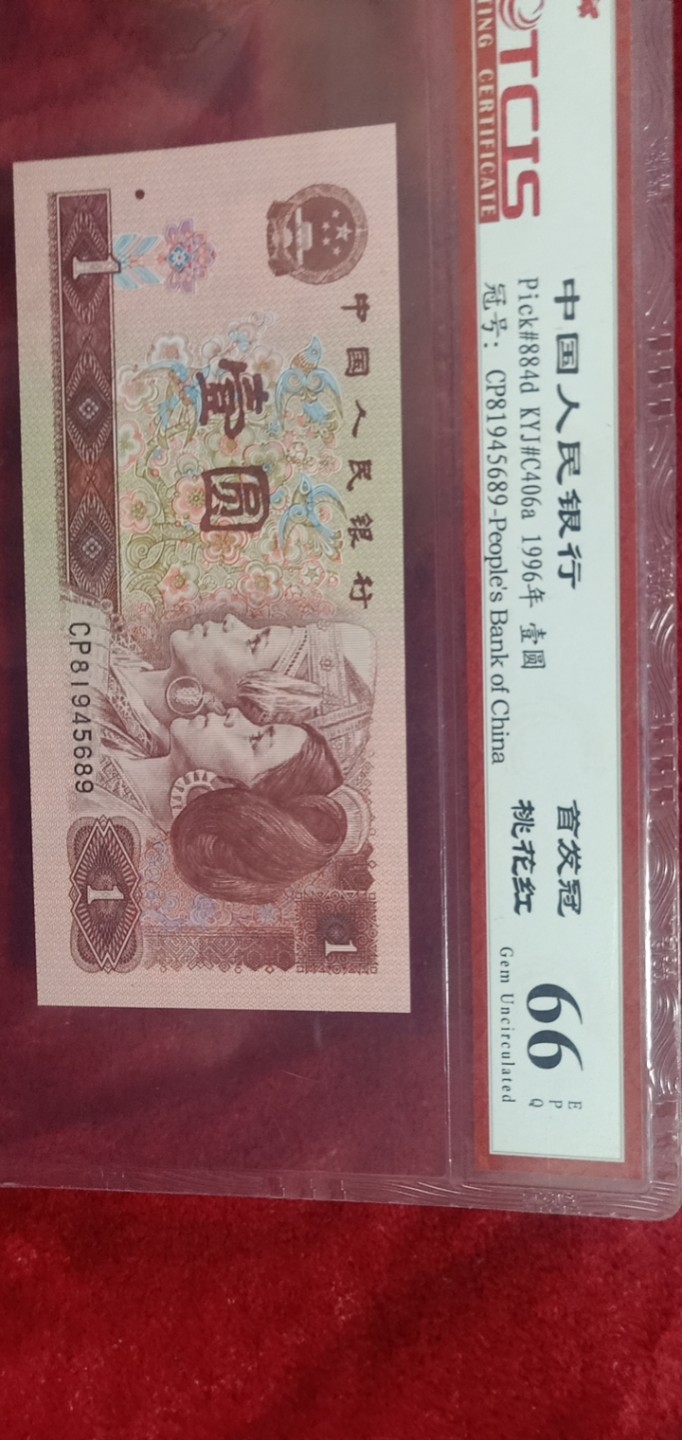 TCIS
ING CERTIFICATE
中国人民银行
Pick#884d KYJ#C406a 1996年 壹圆
冠号: CP81945689-People's Bank of China
首发冠
桃花红
66
EPQ
Gem Uncirculated
中国人民银行
壹圆
1
CP81945689
1
1